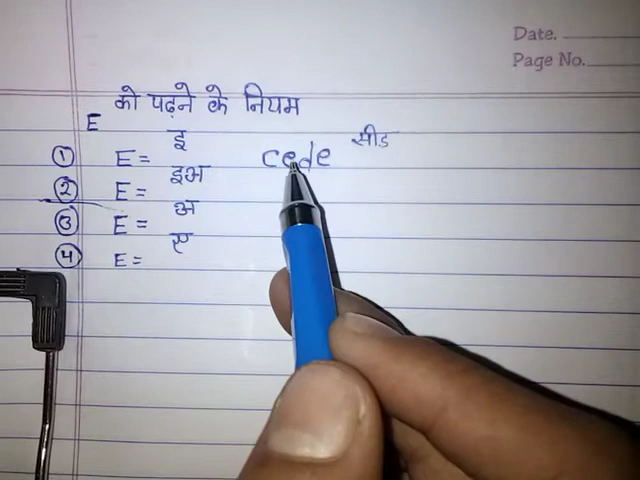 Date.
Page No.
E को पढ़ने के नियम
① E= इ cede सीड
② E= इअ
③ E= अ
④ E= ए